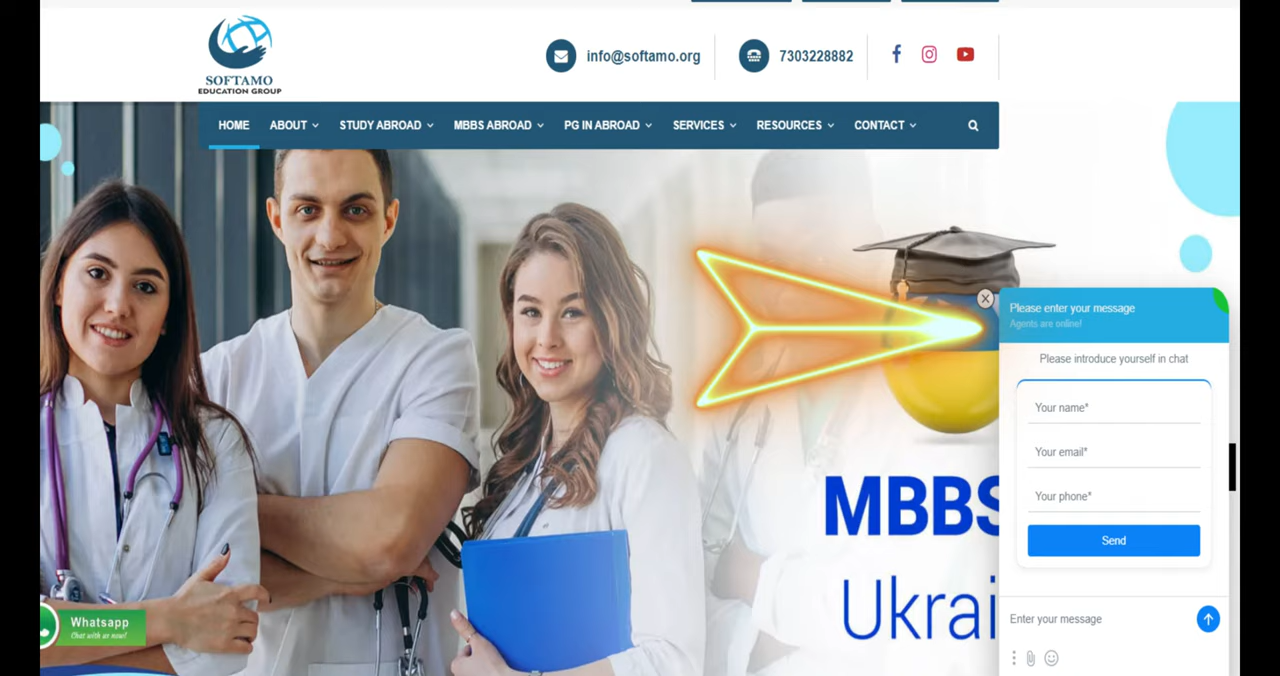 SOFTAMO
EDUCATION GROUP
info@softamo.org
7303228882
HOME
ABOUT
STUDY ABROAD
MBBS ABROAD
PG IN ABROAD
SERVICES
RESOURCES
CONTACT
Please enter your message
Agents are online!
Please introduce yourself in chat
Your name*
Your email*
Your phone*
Send
MBBS
Ukrai
Enter your message
Whatsapp
Chat with us now!